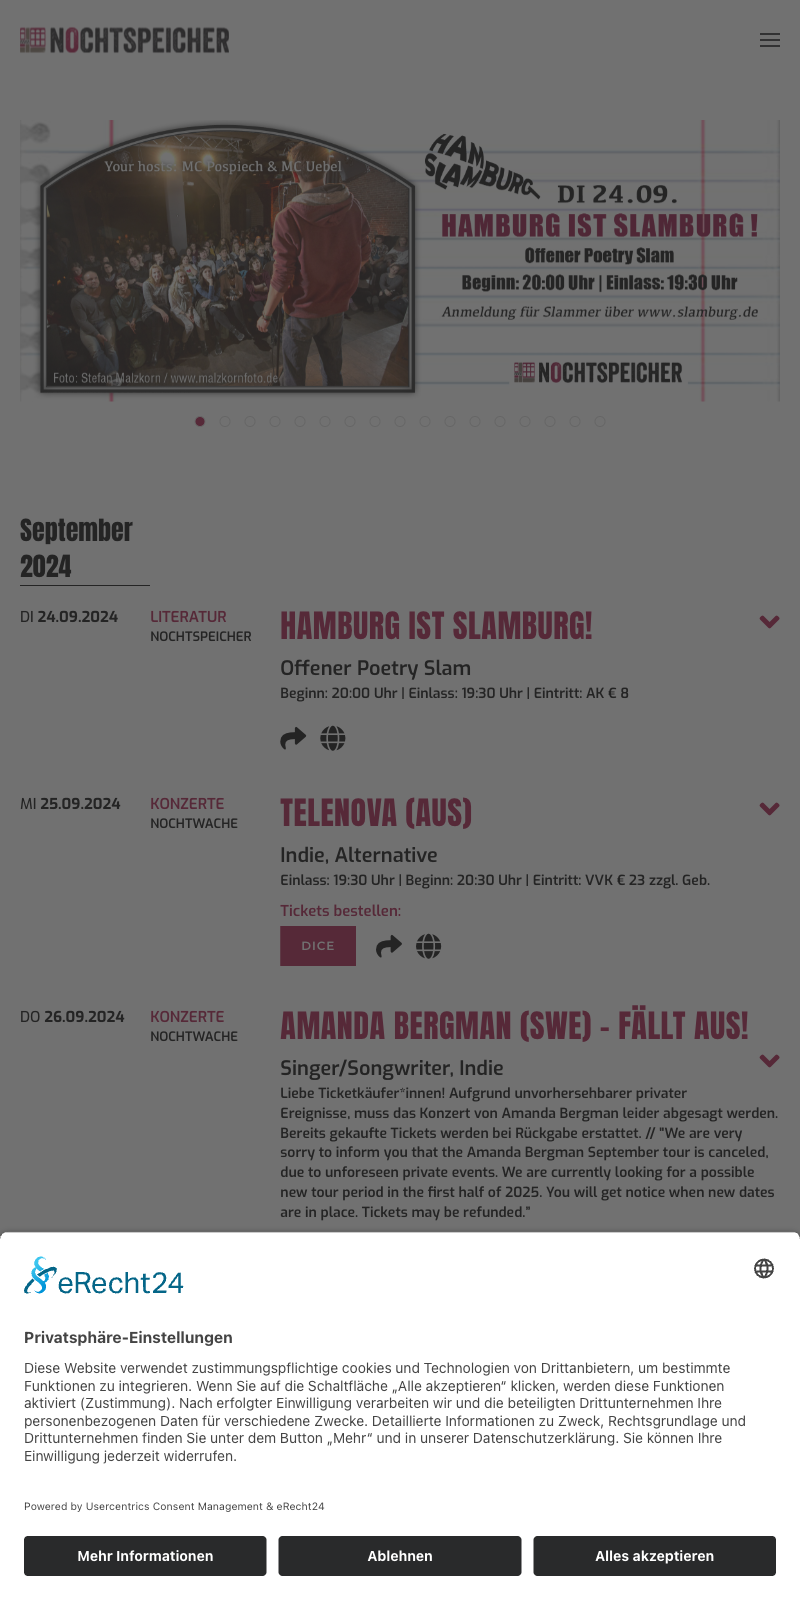 NOCHTSPEICHER
Your hosts: MC Pospiech & MC Uebel
HAMBURG IST SLAMBURG
DI 24.09.
HAMBURG IST SLAMBURG !
Offener Poetry Slam
Beginn: 20:00 Uhr | Einlass: 19:30 Uhr
Anmeldung für Slammer über www.slamburg.de
Foto: Stefan Malzkorn / www.malzkornfoto.de
NOCHTSPEICHER
September
2024
DI 24.09.2024
LITERATUR
NOCHTSPEICHER
HAMBURG IST SLAMBURG!
Offener Poetry Slam
Beginn: 20:00 Uhr | Einlass: 19:30 Uhr | Eintritt: AK € 8
MI 25.09.2024
KONZERTE
NOCHTWACHE
TELENOVA (AUS)
Indie, Alternative
Einlass: 19:30 Uhr | Beginn: 20:30 Uhr | Eintritt: VVK € 23 zzgl. Geb.
Tickets bestellen:
DICE
DO 26.09.2024
KONZERTE
NOCHTWACHE
AMANDA BERGMAN (SWE) - FÄLLT AUS!
Singer/Songwriter, Indie
Liebe Ticketkäufer*innen! Aufgrund unvorhersehbarer privater
Ereignisse, muss das Konzert von Amanda Bergman leider abgesagt werden.
Bereits gekaufte Tickets werden bei Rückgabe erstattet. // "We are very
sorry to inform you that the Amanda Bergman September tour is canceled,
due to unforeseen private events. We are currently looking for a possible
new tour period in the first half of 2025. You will get notice when new dates
are in place. Tickets may be refunded."
eRecht24
Privatsphäre-Einstellungen
Diese Website verwendet zustimmungspflichtige cookies und Technologien von Drittanbietern, um bestimmte
Funktionen zu integrieren. Wenn Sie auf die Schaltfläche „Alle akzeptieren" klicken, werden diese Funktionen
aktiviert (Zustimmung). Nach erfolgter Einwilligung verarbeiten wir und die beteiligten Drittunternehmen Ihre
personenbezogenen Daten für verschiedene Zwecke. Detaillierte Informationen zu Zweck, Rechtsgrundlage und
Drittunternehmen finden Sie unter dem Button „Mehr" und in unserer Datenschutzerklärung. Sie können Ihre
Einwilligung jederzeit widerrufen.
Powered by Usercentrics Consent Management & eRecht24
Mehr Informationen
Ablehnen
Alles akzeptieren